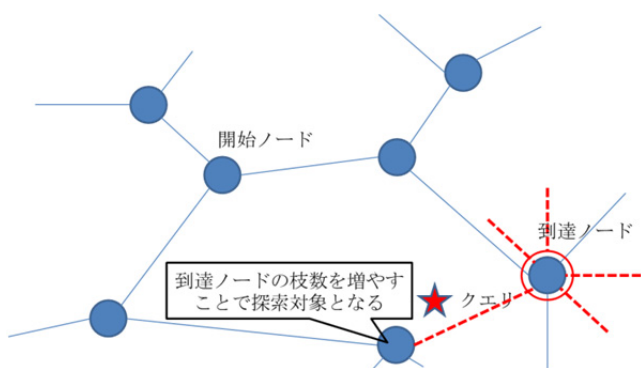 開始ノード
到達ノード
到達ノードの枝数を増やす
ことで探索対象となる
クエリ